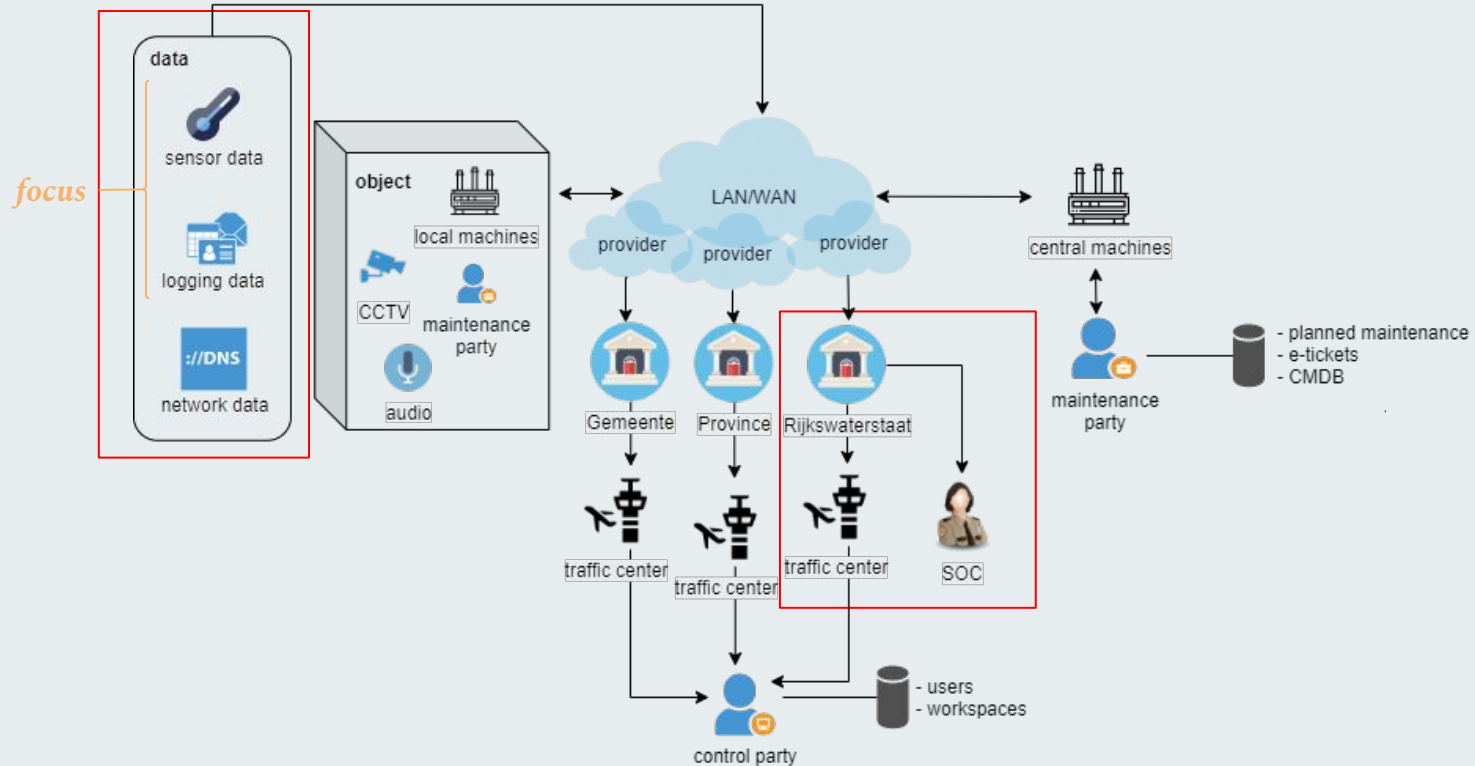 data
sensor data
focus
logging data
://DNS
network data
object
local machines
CCTV
maintenance
party
audio
LAN/WAN
provider
provider
provider
central machines
Gemeente
Province
Rijkswaterstaat
maintenance
party
- planned maintenance
- e-tickets
- CMDB
traffic center
traffic center
traffic center
SOC
control party
- users
- workspaces